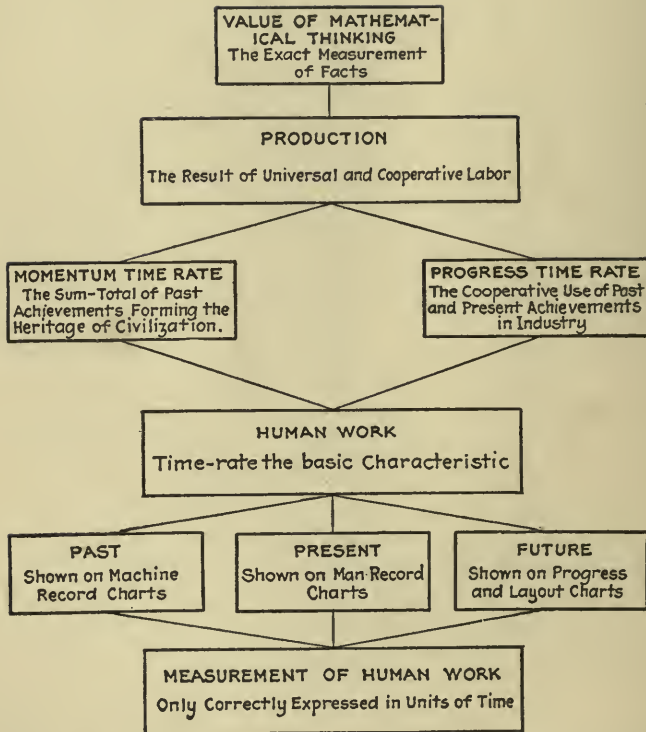 VALUE OF MATHEMAT-
ICAL THINKING
The Exact Measurement
of Facts
PRODUCTION
The Result of Universal and Cooperative Labor
MOMENTUM TIME RATE
The Sum-Total of Past
Achievements Forming the
Heritage of Civilization.
PROGRESS TIME RATE
The Cooperative Use of Past
and Present Achievements
in Industry
HUMAN WORK
Time-rate the basic Characteristic
PAST
Shown on Machine
Record Charts
PRESENT
Shown on Man-Record
Charts
FUTURE
Shown on Progress
and Layout Charts
MEASUREMENT OF HUMAN WORK
Only Correctly Expressed in Units of Time